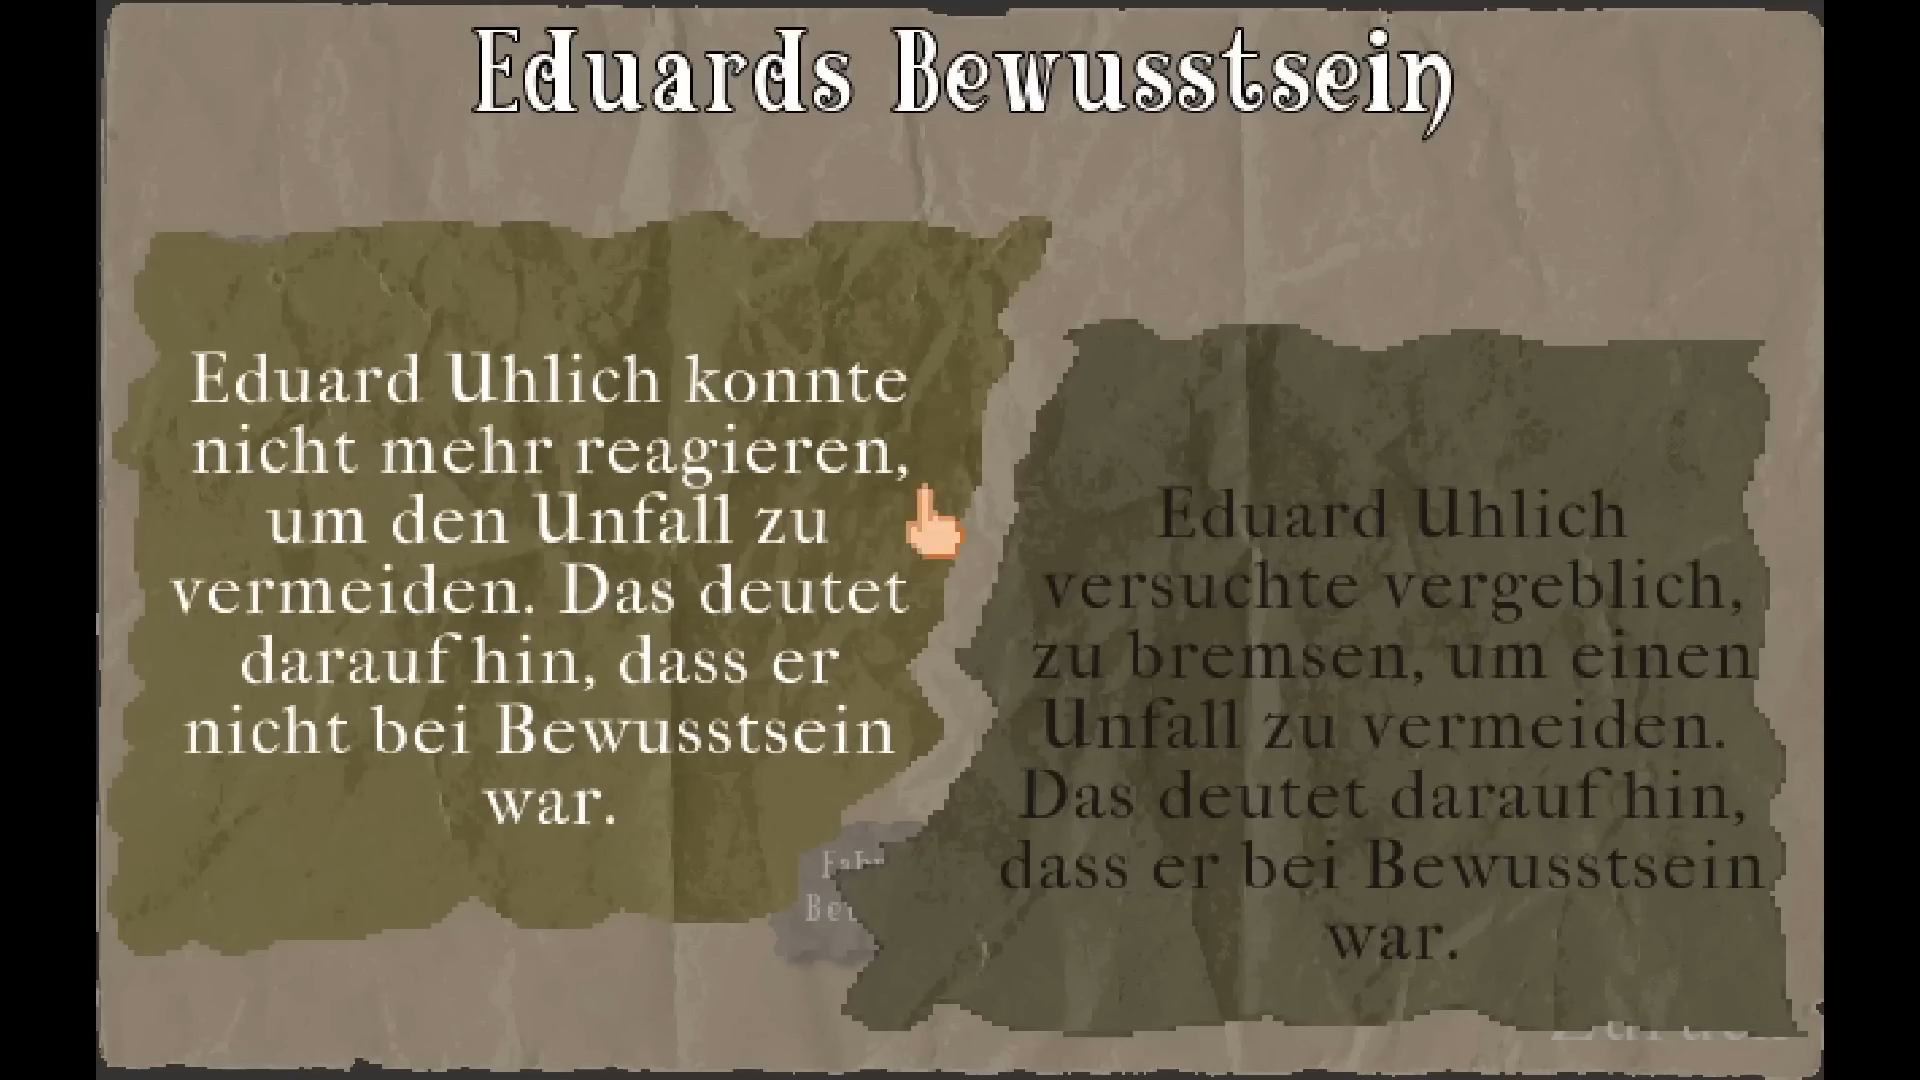 Eduards Bewusstsein
Eduard Uhlich konnte
nicht mehr reagieren,
um den Unfall zu
vermeiden. Das deutet
darauf hin, dass er
nicht bei Bewusstsein
war.
Eduard Uhlich
versuchte vergeblich,
zu bremsen, um einen
Unfall zu vermeiden.
Das deutet darauf hin,
dass er bei Bewusstsein
war.